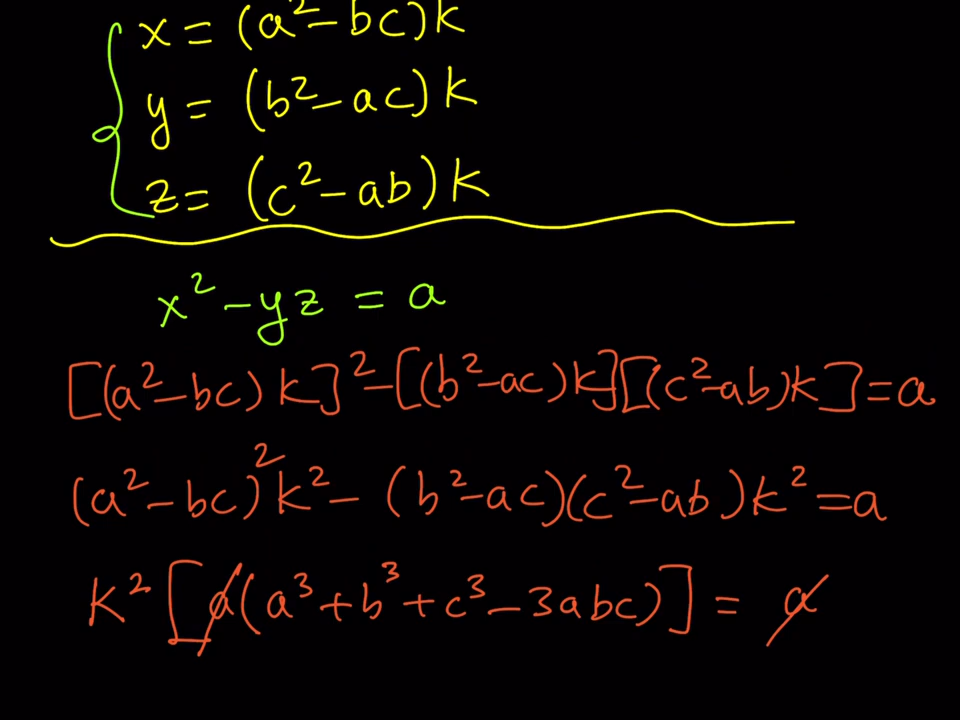 x = (a²-bc)k
y = (b²-ac)k
z = (c²-ab)k
x²-yz = a
[(a²-bc)k]²-[(b²-ac)k][(c²-ab)k]=a
(a²-bc)²k²-(b²-ac)(c²-ab)k²=a
k²[a(a³+b³+c³-3abc)] = a